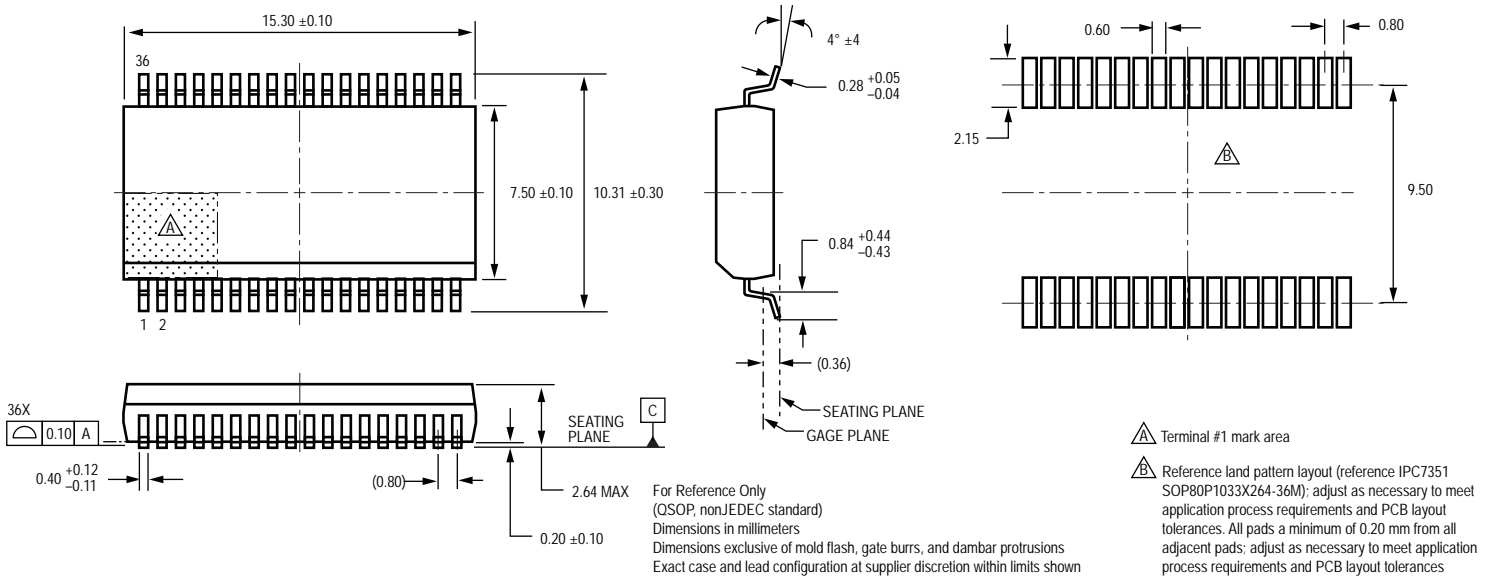 15.30 ±0.10
36
A
7.50 ±0.10
10.31 ±0.30
1 2
4° ±4
0.28 +0.05 –0.04
0.84 +0.44 –0.43
(0.36)
SEATING PLANE
GAGE PLANE
0.60
0.80
2.15
B
9.50
36X
0.10 A
0.40 +0.12 –0.11
(0.80)
SEATING
PLANE
C
2.64 MAX
0.20 ±0.10
For Reference Only
(QSOP, nonJEDEC standard)
Dimensions in millimeters
Dimensions exclusive of mold flash, gate burrs, and dambar protrusions
Exact case and lead configuration at supplier discretion within limits shown
A Terminal #1 mark area
B Reference land pattern layout (reference IPC7351
SOP80P1033X264-36M); adjust as necessary to meet
application process requirements and PCB layout
tolerances. All pads a minimum of 0.20 mm from all
adjacent pads; adjust as necessary to meet application
process requirements and PCB layout tolerances